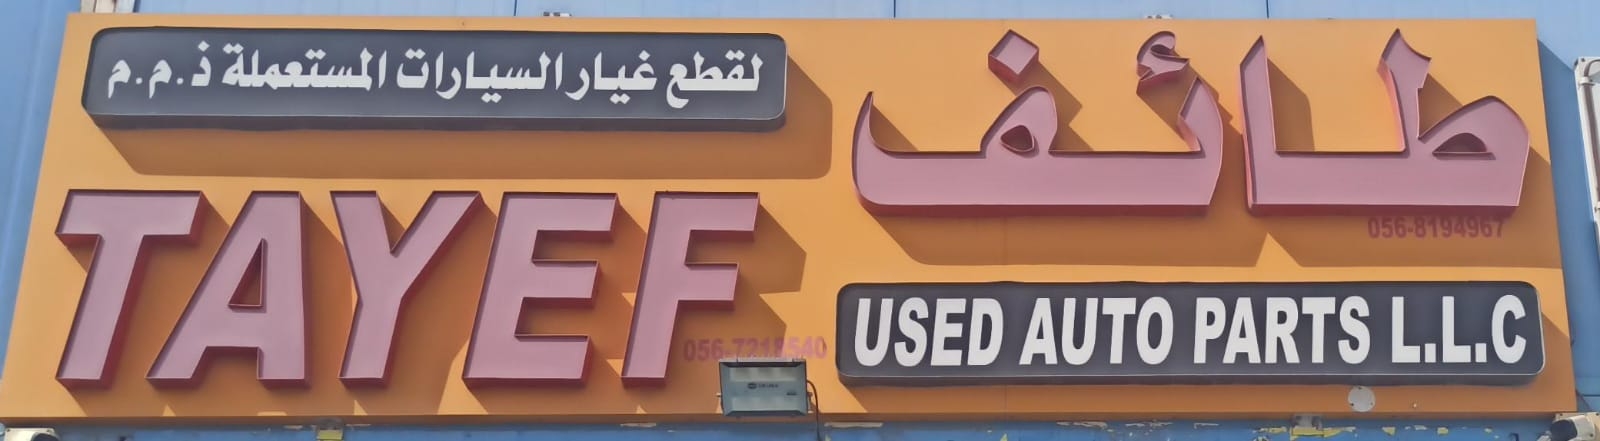 طائف
لقطع غيار السيارات المستعملة ذ.م.م
056-8194967
TAYEF
USED AUTO PARTS L.L.C